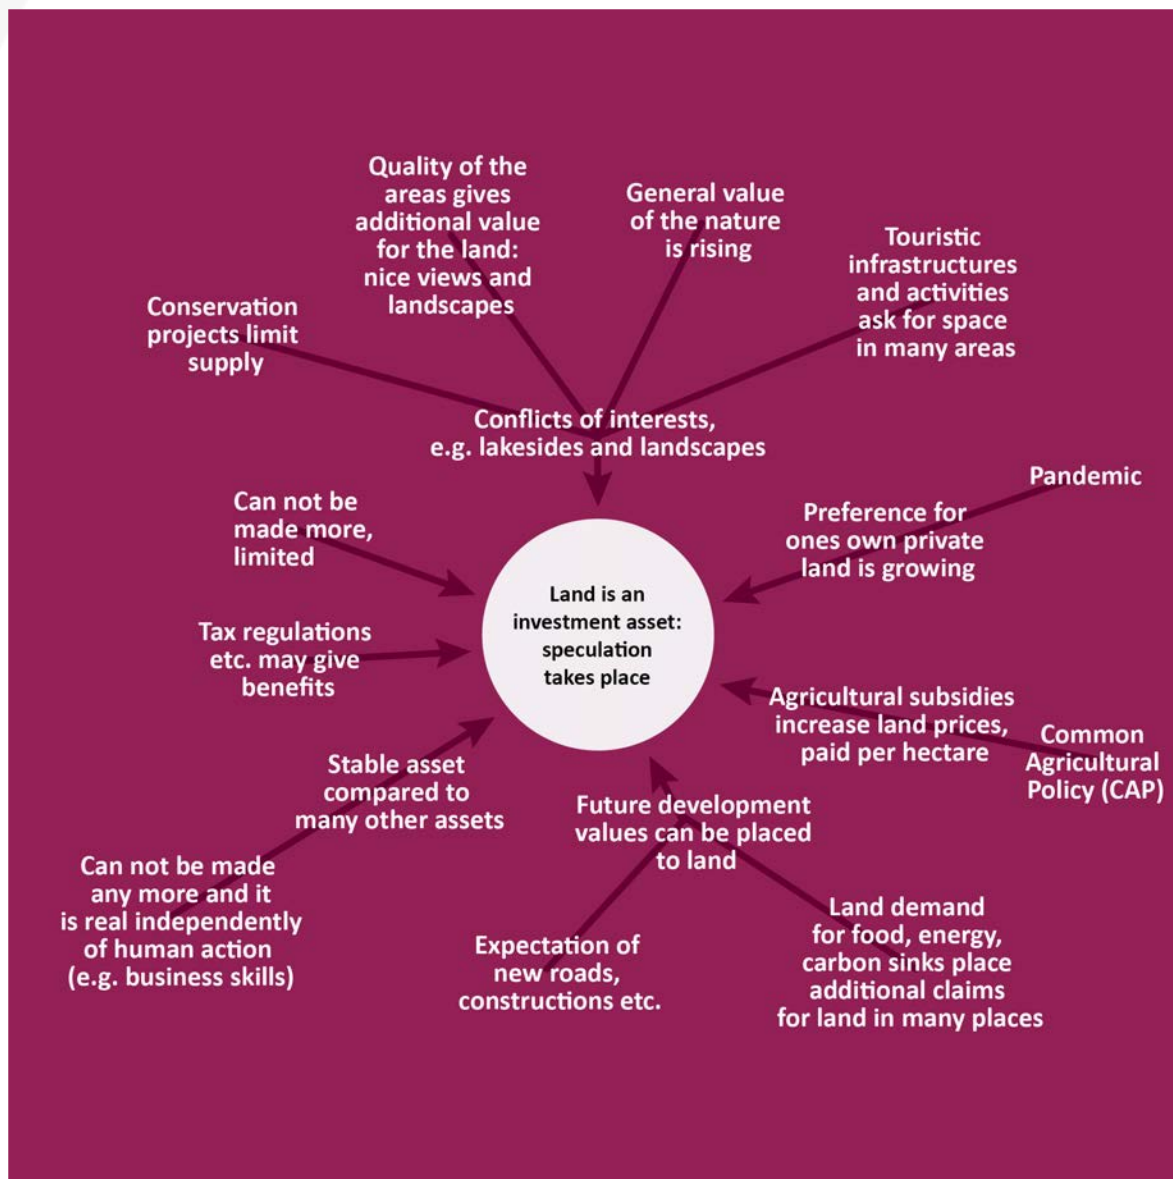 Quality of the
areas gives
additional value
for the land:
nice views and
landscapes
General value
of the nature
is rising
Touristic
infrastructures
and activities
ask for space
in many areas
Conservation
projects limit
supply
Conflicts of interests,
e.g. lakesides and landscapes
Pandemic
Can not be
made more,
limited
Preference for
ones own private
land is growing
Land is an
investment asset:
speculation
takes place
Tax regulations
etc. may give
benefits
Agricultural subsidies
increase land prices,
paid per hectare
Common
Agricultural
Policy (CAP)
Stable asset
compared to
many other assets
Future development
values can be placed
to land
Can not be made
any more and it
is real independently
of human action
(e.g. business skills)
Expectation of
new roads,
constructions etc.
Land demand
for food, energy,
carbon sinks place
additional claims
for land in many places